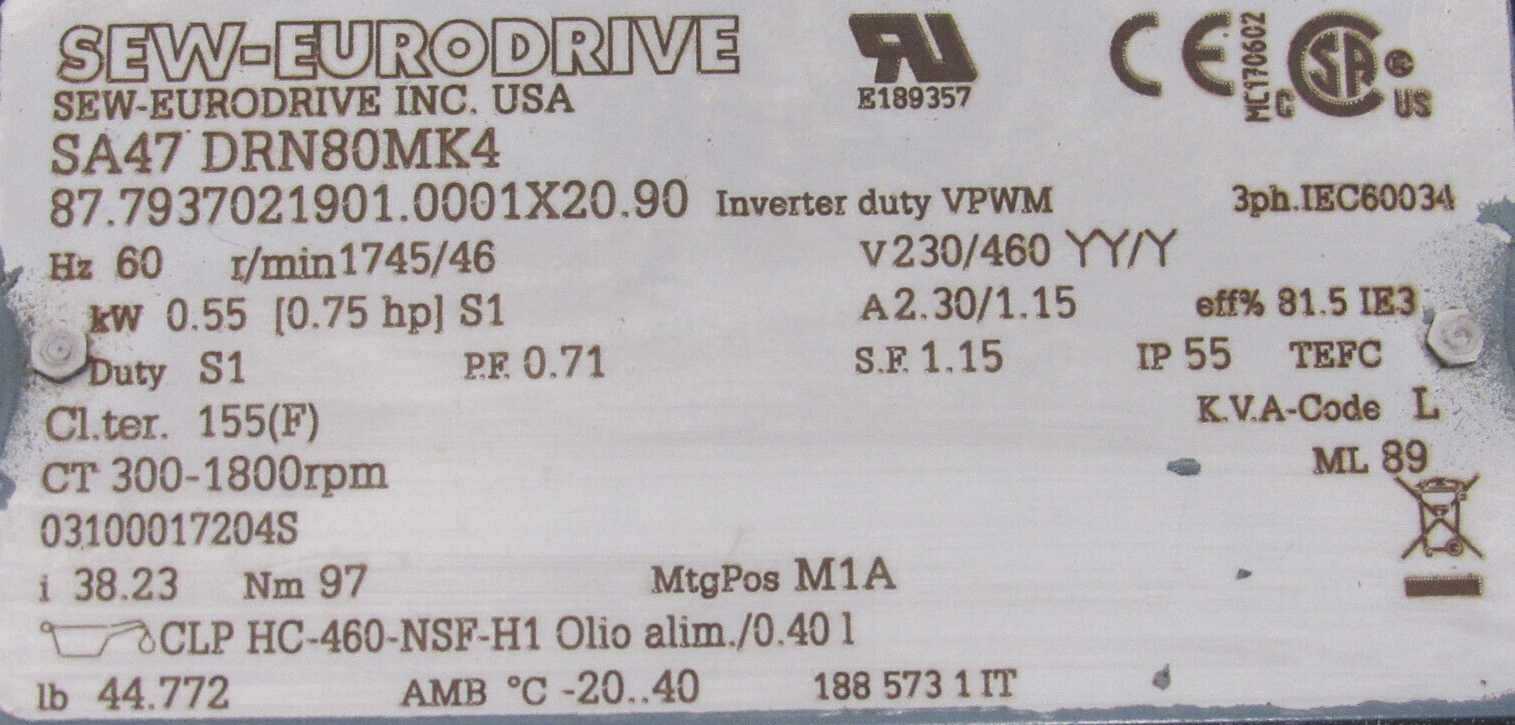 SEW-EURODRIVE
E189357
CE
MC170602
CSA® C US
SEW-EURODRIVE INC. USA
SA47 DRN80MK4
87.7937021901.0001X20.90 Inverter duty VPWM 3ph.IEC60034
Hz 60 r/min 1745/46 V 230/460 YY/Y
kW 0.55 [0.75 hp] S1 A 2.30/1.15 eff% 81.5 IE3
Duty S1 P.F. 0.71 S.F. 1.15 IP 55 TEFC
Cl.ter. 155(F) K.V.A-Code L
CT 300-1800rpm ML 89
03100017204S
i 38.23 Nm 97 MtgPos M1A
CLP HC-460-NSF-H1 Olio alim./0.40 l
lb 44.772 AMB °C -20..40 188 573 1 IT